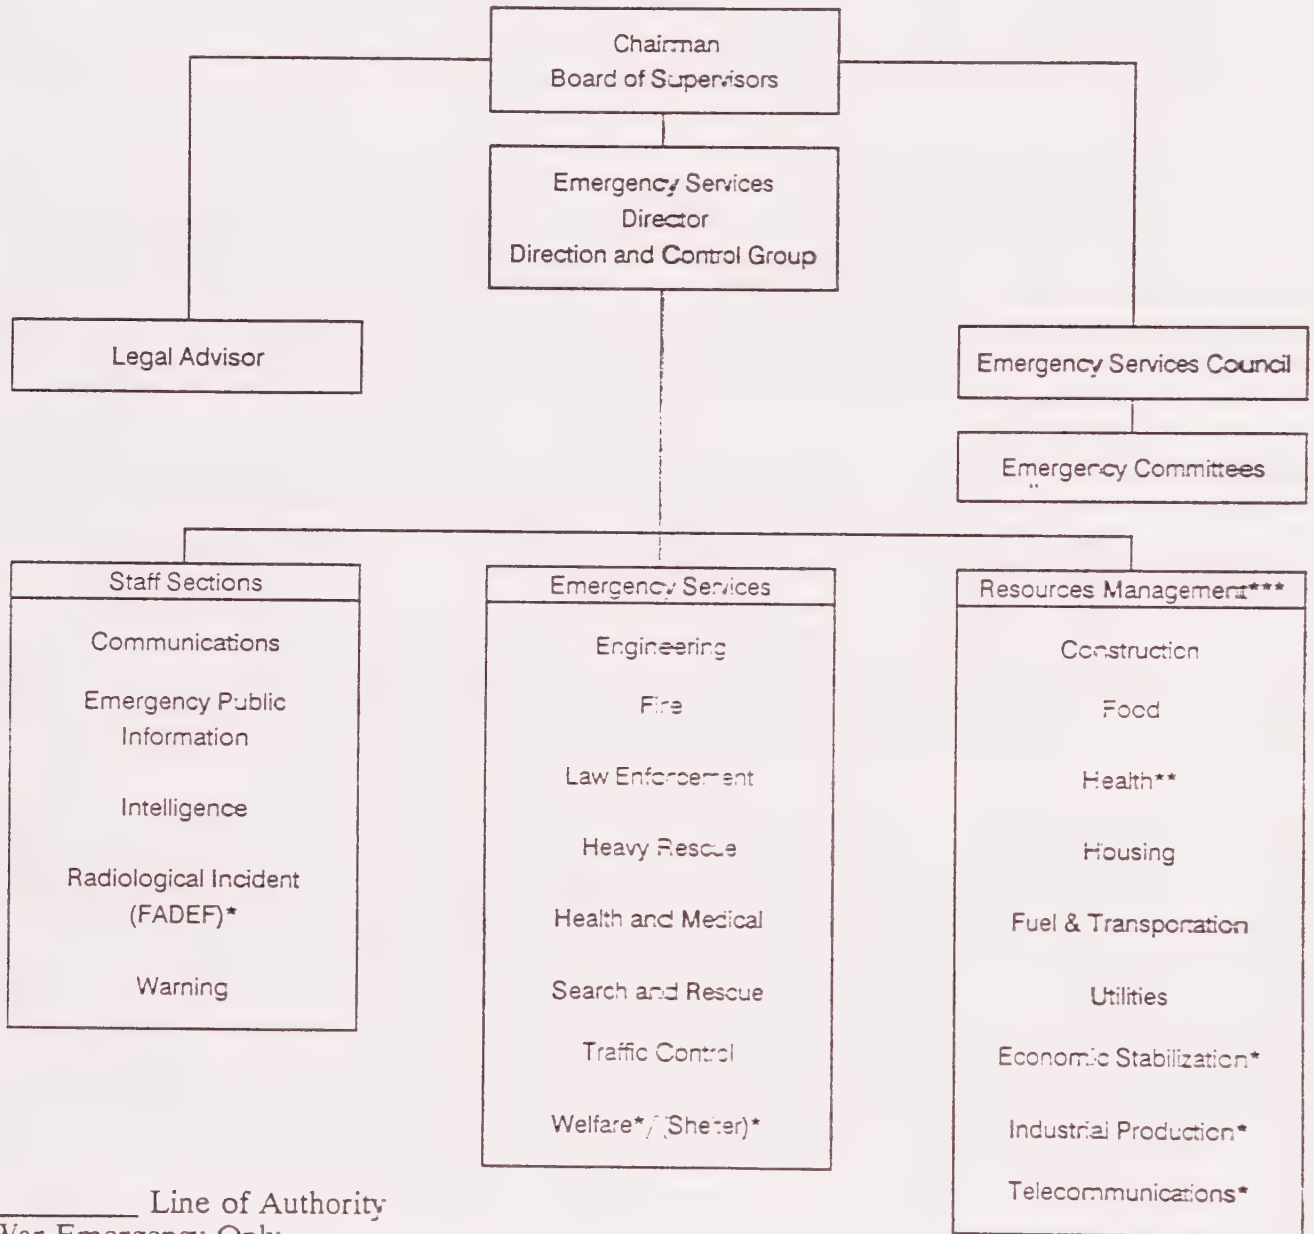 Chairman
Board of Supervisors
Emergency Services
Director
Direction and Control Group
Legal Advisor
Emergency Services Council
Emergency Committees
Staff Sections
Communications
Emergency Public
Information
Intelligence
Radiological Incident
(FADEF)*
Warning
Emergency Services
Engineering
Fire
Law Enforcement
Heavy Rescue
Health and Medical
Search and Rescue
Traffic Control
Welfare*/(Shelter)*
Resources Management***
Construction
Food
Health**
Housing
Fuel & Transportation
Utilities
Economic Stabilization*
Industrial Production*
Telecommunications*
Line of Authority
Emergency Only